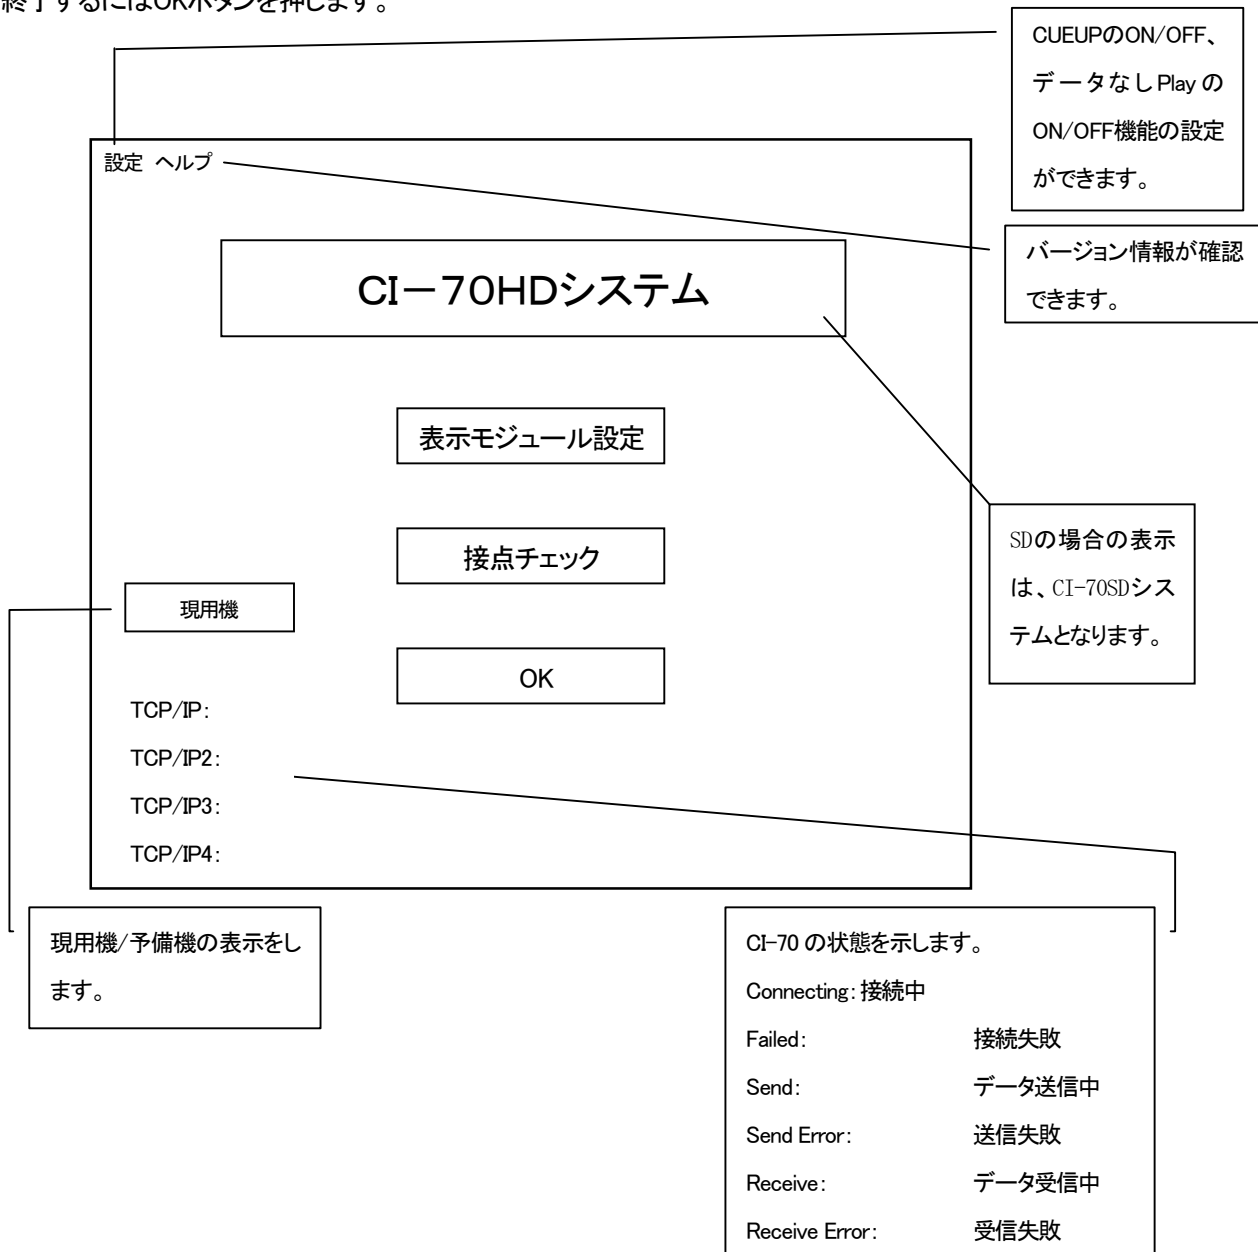 終了するにはOKボタンを押します。
CUEUPのON/OFF、
データなしPlayの
ON/OFF機能の設定
ができます。
設定 ヘルプ
バージョン情報が確認
できます。
CI－70HDシステム
表示モジュール設定
接点チェック
SDの場合の表示
は、CI-70SDシス
テムとなります。
現用機
OK
TCP/IP:
TCP/IP2:
TCP/IP3:
TCP/IP4:
現用機/予備機の表示をし
ます。
CI-70 の状態を示します。
Connecting: 接続中
Failed: 接続失敗
Send: データ送信中
Send Error: 送信失敗
Receive: データ受信中
Receive Error: 受信失敗